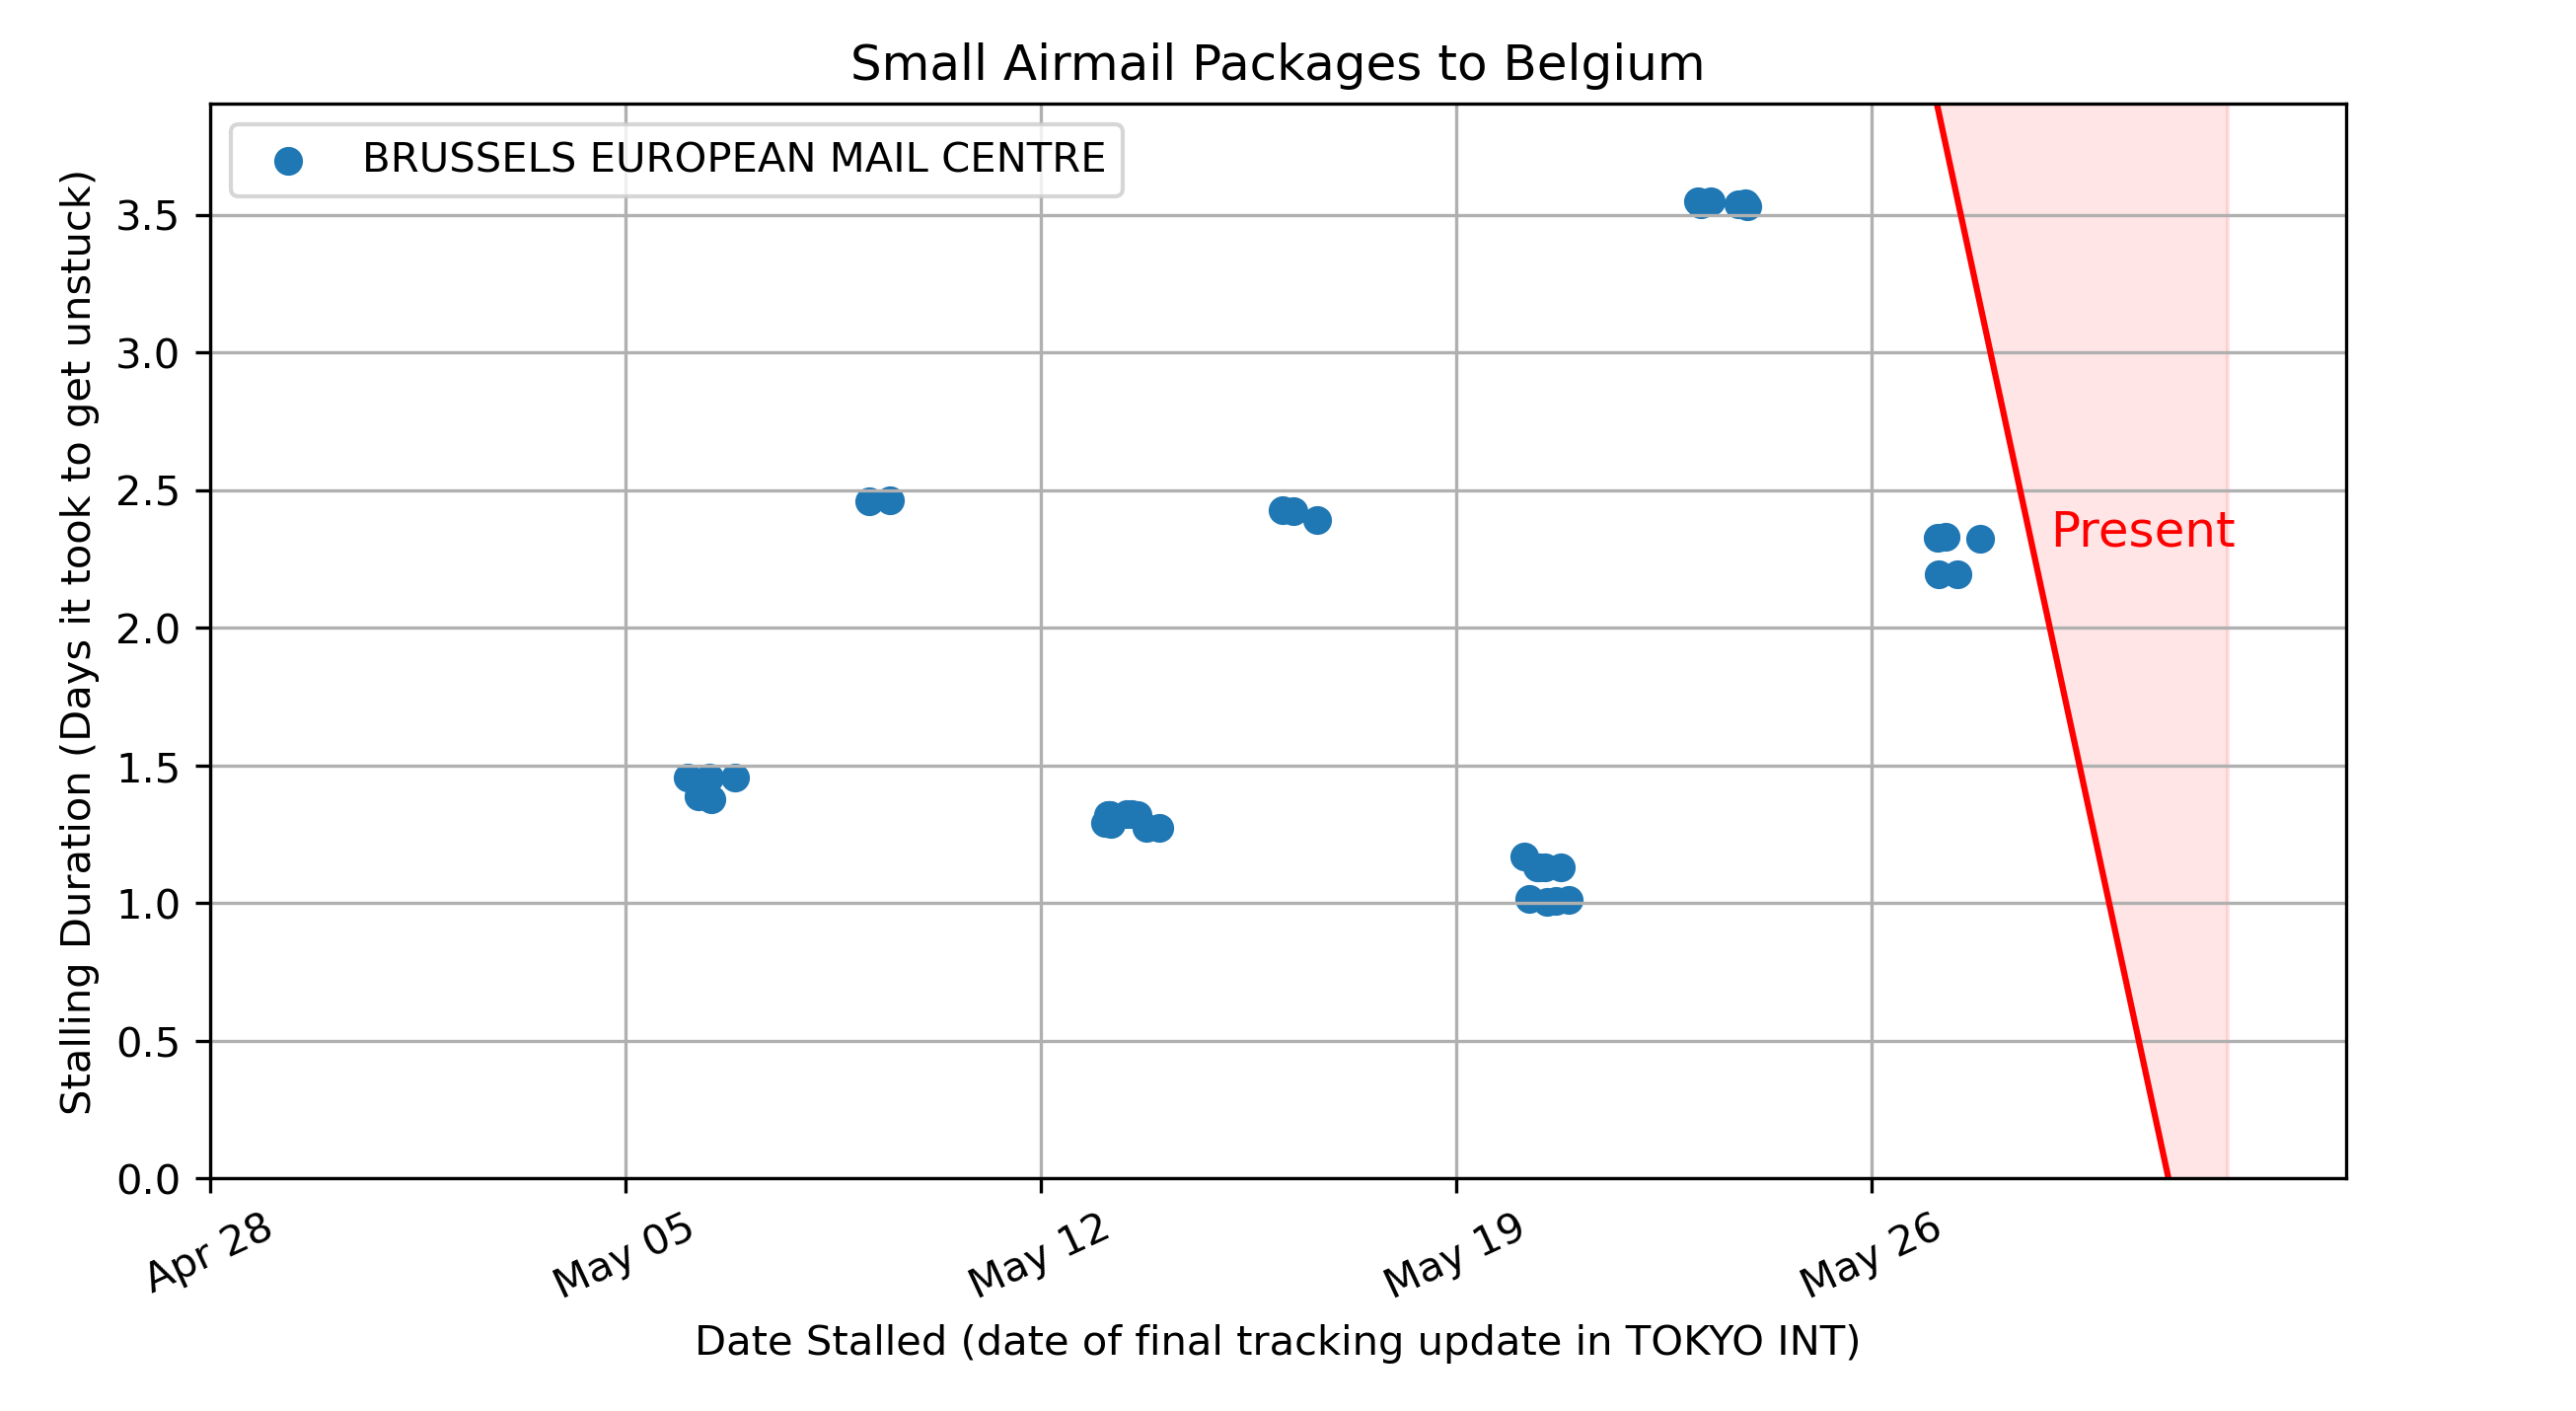 Small Airmail Packages to Belgium
BRUSSELS EUROPEAN MAIL CENTRE
Stalling Duration (Days it took to get unstuck)
3.5
3.0
2.5
2.0
1.5
1.0
0.5
0.0
Present
Apr 28
May 05
May 12
May 19
May 26
Date Stalled (date of final tracking update in TOKYO INT)